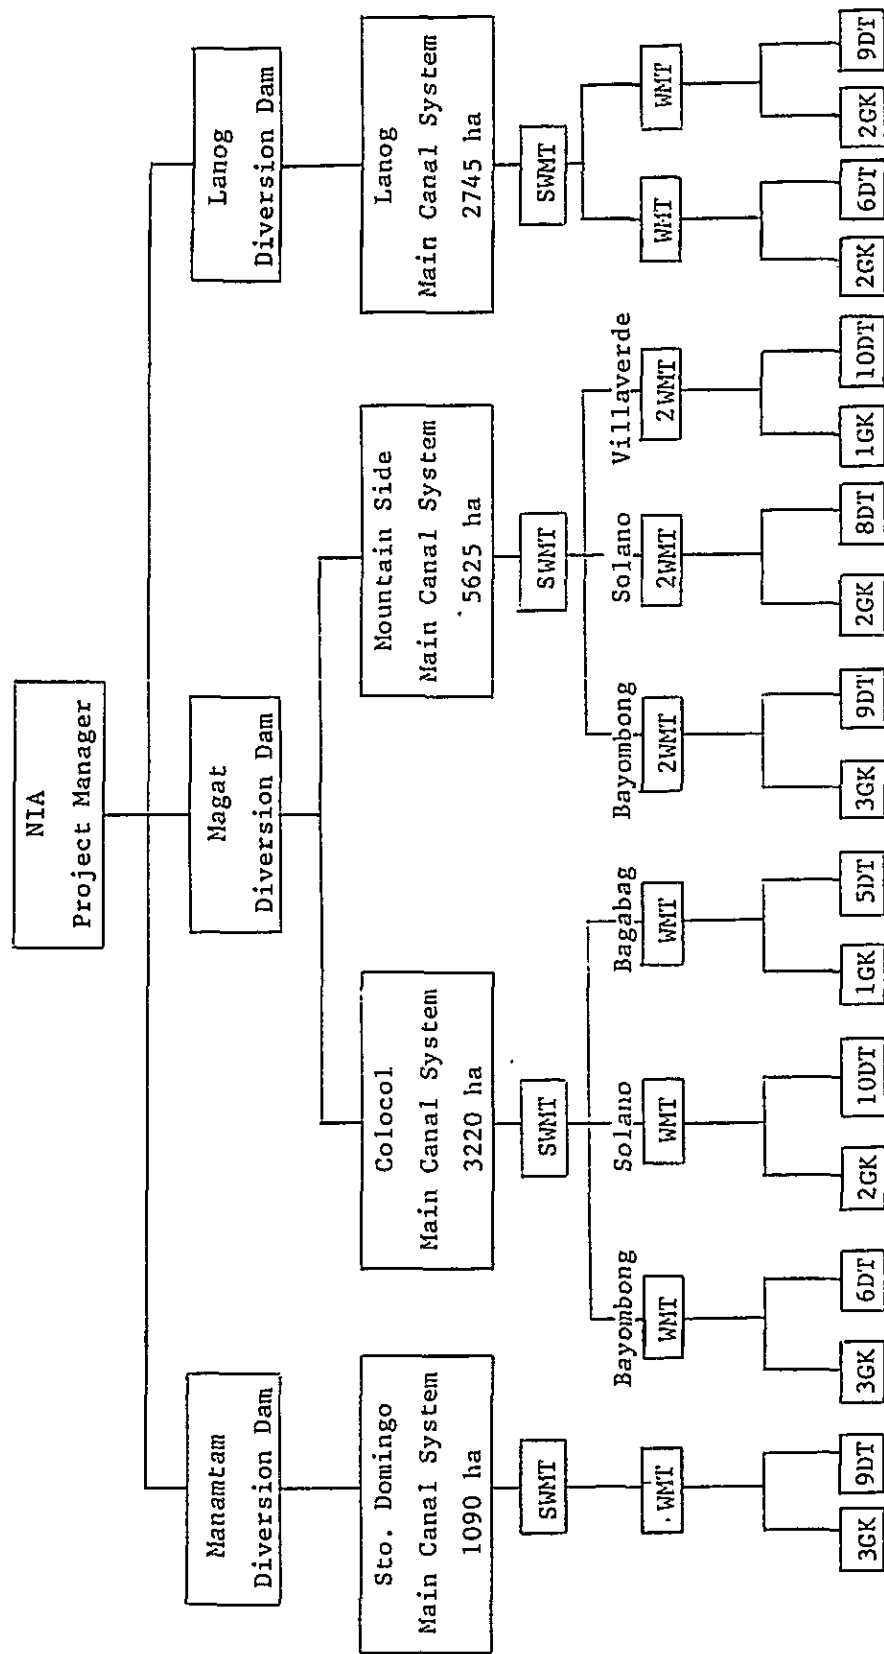 NIA
Project Manager
Manamtam
Diversion Dam
Magat
Diversion Dam
Lanog
Diversion Dam
Sto. Domingo
Main Canal System
1090 ha
Colocol
Main Canal System
3220 ha
Mountain Side
Main Canal System
5625 ha
Lanog
Main Canal System
2745 ha
SWMT
SWMT
SWMT
SWMT
Bayombong
Solano
Bagabag
Bayombong
Solano
Villaverde
WMT
WMT
WMT
WMT
2WMT
2WMT
2WMT
WMT
WMT
3GK
9DT
3GK
6DT
2GK
10DT
1GK
5DT
3GK
9DT
2GK
8DT
1GK
10DT
2GK
6DT
2GK
9DT